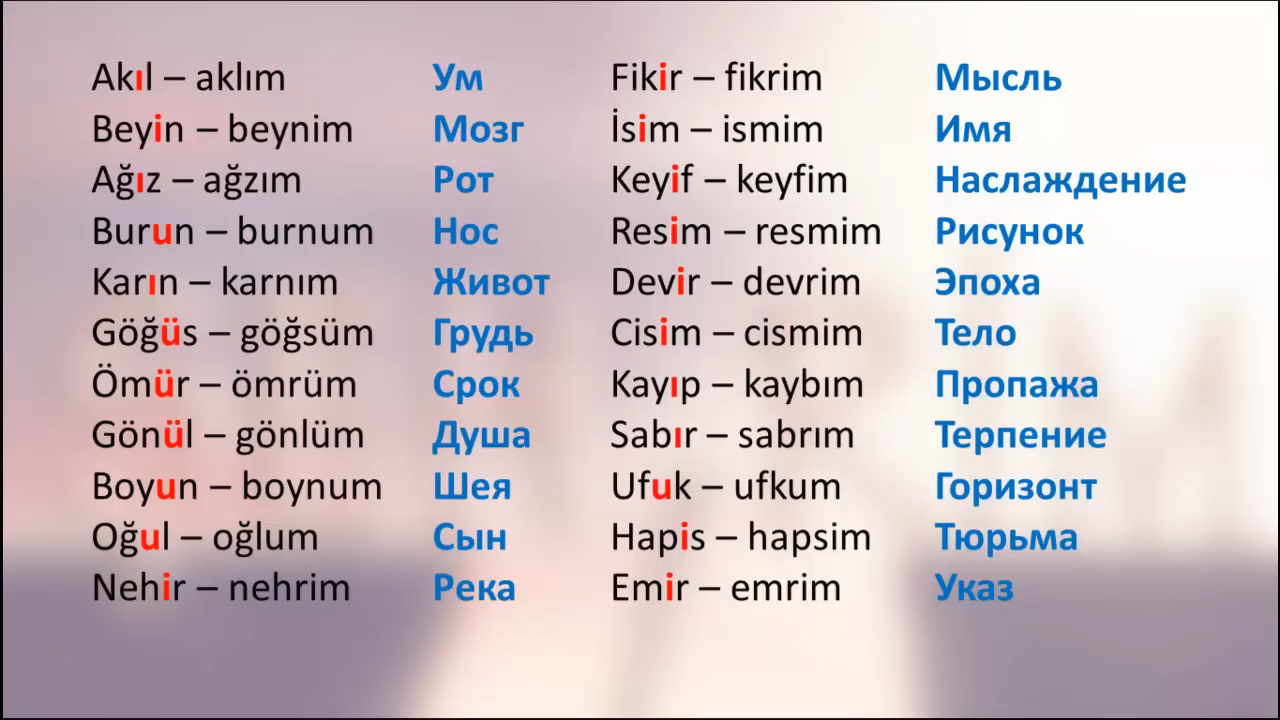 Akıl – aklım Ум Fikir – fikrim Мысль
Beyin – beynim Мозг İsim – ismim Имя
Ağız – ağzım Рот Keyif – keyfim Наслаждение
Burun – burnum Нос Resim – resmim Рисунок
Karın – karnım Живот Devir – devrim Эпоха
Göğüs – göğsüm Грудь Cisim – cismim Тело
Ömür – ömrüm Срок Kayıp – kaybım Пропажа
Gönül – gönlüm Душа Sabır – sabrım Терпение
Boyun – boynum Шея Ufuk – ufkum Горизонт
Oğul – oğlum Сын Hapis – hapsim Тюрьма
Nehir – nehrim Река Emir – emrim Указ